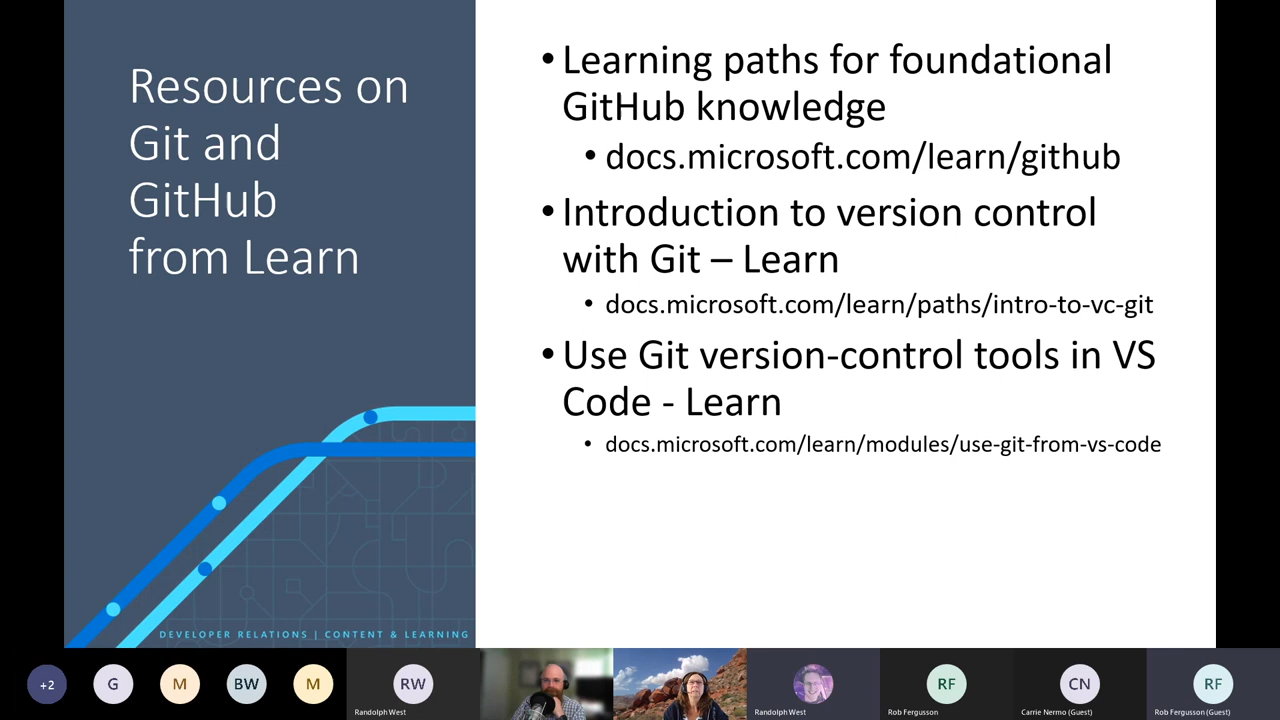 Resources on
Git and
GitHub
from Learn
• Learning paths for foundational
GitHub knowledge
• docs.microsoft.com/learn/github
• Introduction to version control
with Git – Learn
• docs.microsoft.com/learn/paths/intro-to-vc-git
• Use Git version-control tools in VS
Code - Learn
• docs.microsoft.com/learn/modules/use-git-from-vs-code
DEVELOPER RELATIONS | CONTENT & LEARNING
+2
G
M
BW
M
RW
Randolph West
Randolph West
RF
Rob Fergusson
CN
Carrie Nermo (Guest)
RF
Rob Fergusson (Guest)